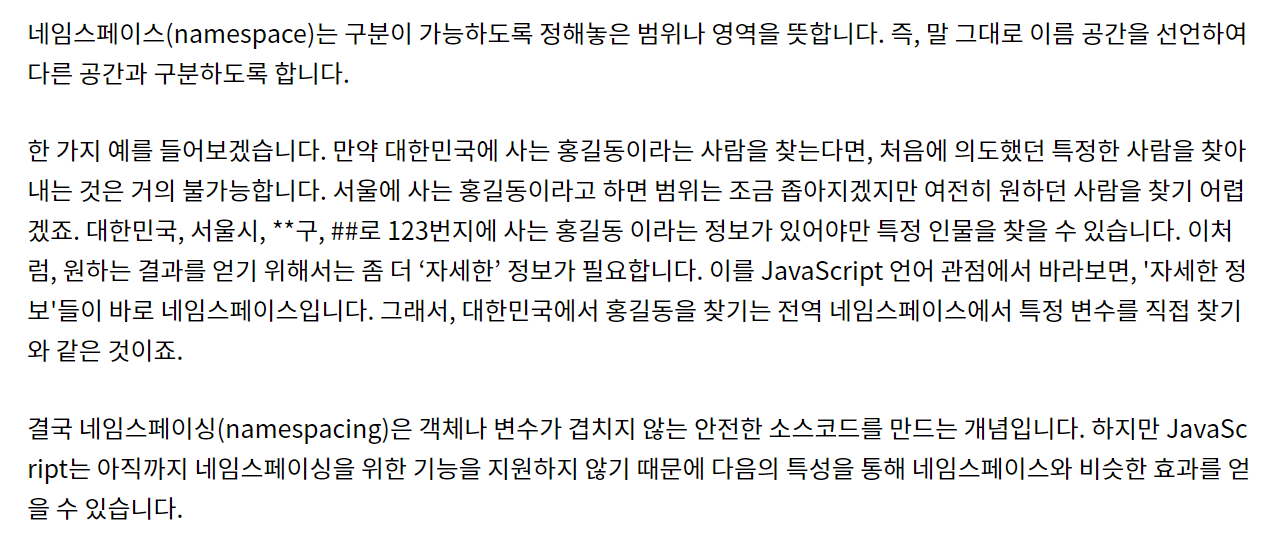 네임스페이스(namespace)는 구분이 가능하도록 정해놓은 범위나 영역을 뜻합니다. 즉, 말 그대로 이름 공간을 선언하여
다른 공간과 구분하도록 합니다.
한 가지 예를 들어보겠습니다. 만약 대한민국에 사는 홍길동이라는 사람을 찾는다면, 처음에 의도했던 특정한 사람을 찾아
내는 것은 거의 불가능합니다. 서울에 사는 홍길동이라고 하면 범위는 조금 좁아지겠지만 여전히 원하던 사람을 찾기 어렵
겠죠. 대한민국, 서울시, **구, ##로 123번지에 사는 홍길동 이라는 정보가 있어야만 특정 인물을 찾을 수 있습니다. 이처
럼, 원하는 결과를 얻기 위해서는 좀 더 ‘자세한’ 정보가 필요합니다. 이를 JavaScript 언어 관점에서 바라보면, '자세한 정
보'들이 바로 네임스페이스입니다. 그래서, 대한민국에서 홍길동을 찾기는 전역 네임스페이스에서 특정 변수를 직접 찾기
와 같은 것이죠.
결국 네임스페이싱(namespacing)은 객체나 변수가 겹치지 않는 안전한 소스코드를 만드는 개념입니다. 하지만 JavaSc
ript는 아직까지 네임스페이싱을 위한 기능을 지원하지 않기 때문에 다음의 특성을 통해 네임스페이스와 비슷한 효과를 얻
을 수 있습니다.